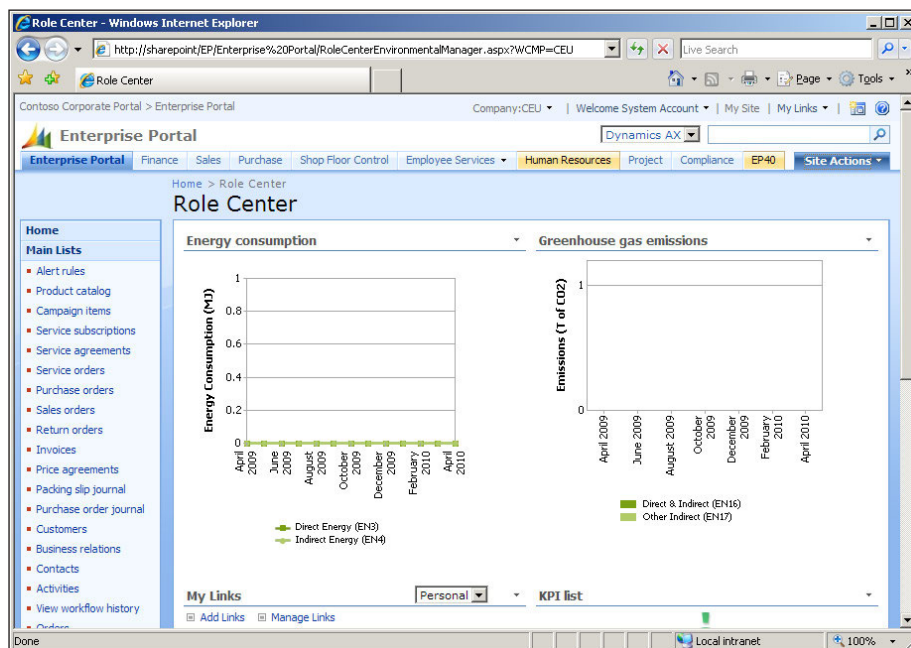 Role Center - Windows Internet Explorer
http://sharepoint/EP/Enterprise%20Portal/RoleCenterEnvironmentalManager.aspx?WCMP=CEU
Live Search
Role Center
Page
Tools
Contoso Corporate Portal > Enterprise Portal
Company:CEU | Welcome System Account | My Site | My Links |
Enterprise Portal
Dynamics AX
Enterprise Portal Finance Sales Purchase Shop Floor Control Employee Services Human Resources Project Compliance EP40 Site Actions
Home > Role Center
Role Center
Home
Main Lists
Alert rules
Product catalog
Campaign items
Service subscriptions
Service agreements
Service orders
Purchase orders
Sales orders
Return orders
Invoices
Price agreements
Packing slip journal
Purchase order journal
Customers
Business relations
Contacts
Activities
View workflow history
Orders
Energy consumption
Energy Consumption (MJ)
1
0.8
0.6
0.4
0.2
0
April 2009
June 2009
August 2009
October 2009
December 2009
February 2010
April 2010
Direct Energy (EN3)
Indirect Energy (EN4)
Greenhouse gas emissions
Emissions (T of CO2)
1
0
April 2009
June 2009
August 2009
October 2009
December 2009
February 2010
April 2010
Direct & Indirect (EN16)
Other Indirect (EN17)
My Links
Personal
Add Links
Manage Links
KPI list
Done
Local intranet
100%